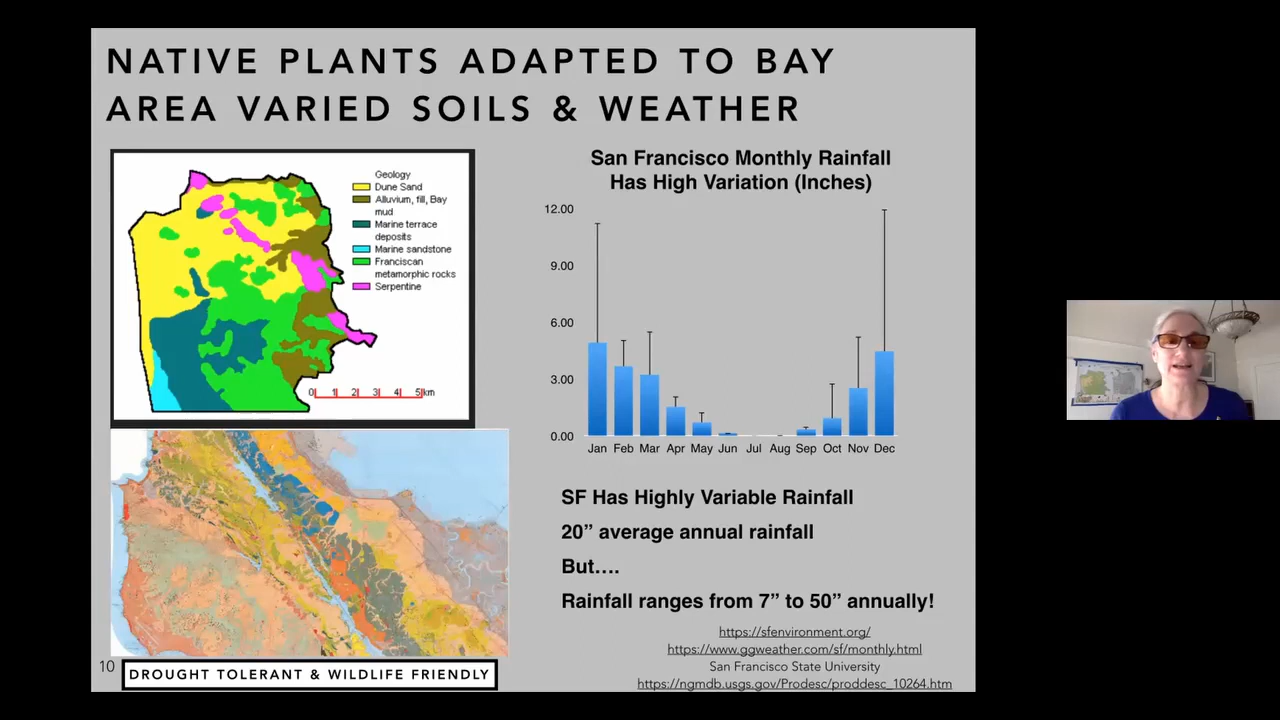 NATIVE PLANTS ADAPTED TO BAY
AREA VARIED SOILS & WEATHER
Geology
Dune Sand
Alluvium, fill, Bay
mud
Marine terrace
deposits
Marine sandstone
Franciscan
metamorphic rocks
Serpentine
0 1 2 3 4 5 km
San Francisco Monthly Rainfall
Has High Variation (Inches)
12.00
9.00
6.00
3.00
0.00
Jan Feb Mar Apr May Jun Jul Aug Sep Oct Nov Dec
SF Has Highly Variable Rainfall
20” average annual rainfall
But....
Rainfall ranges from 7” to 50” annually!
https://sfenvironment.org/
https://www.ggweather.com/sf/monthly.html
San Francisco State University
https://ngmdb.usgs.gov/Prodesc/proddesc_10264.htm
10
DROUGHT TOLERANT & WILDLIFE FRIENDLY